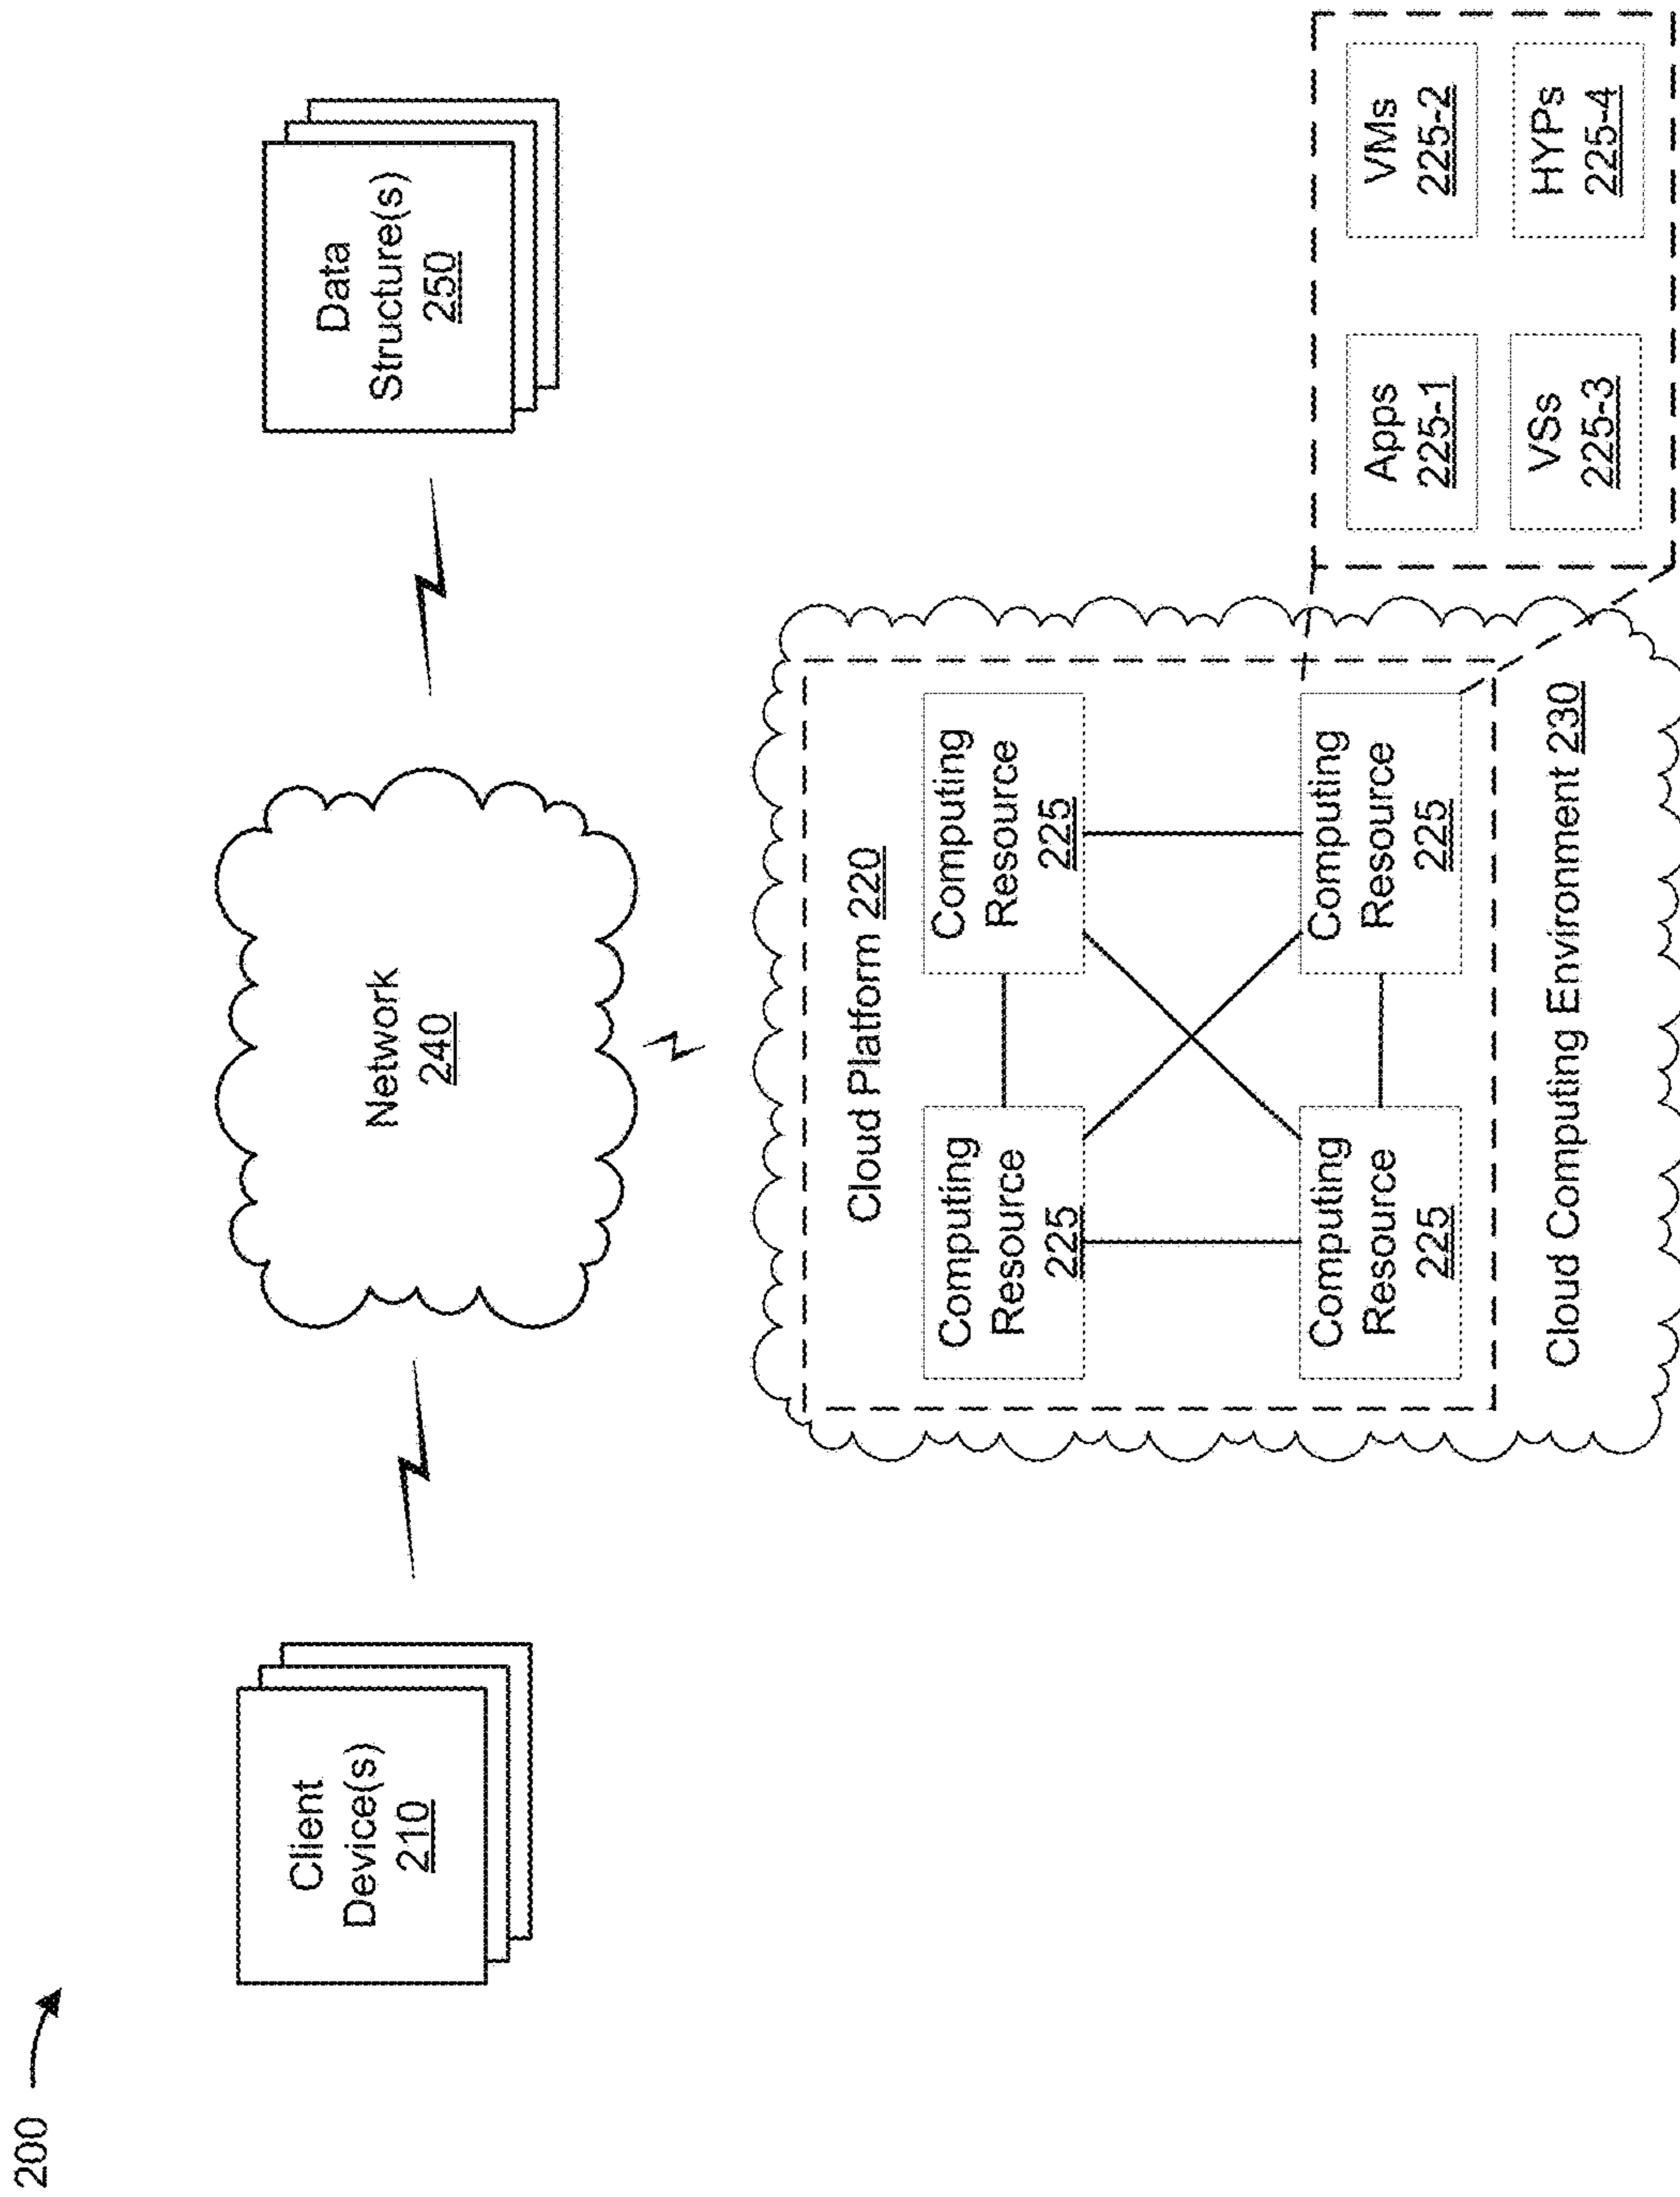 200
Client
Device(s)
210
Network
240
Data
Structure(s)
250
Cloud Platform 220
Computing
Resource
225
Computing
Resource
225
Computing
Resource
225
Computing
Resource
225
Cloud Computing Environment 230
Apps
225-1
VMs
225-2
VSs
225-3
HYPs
225-4